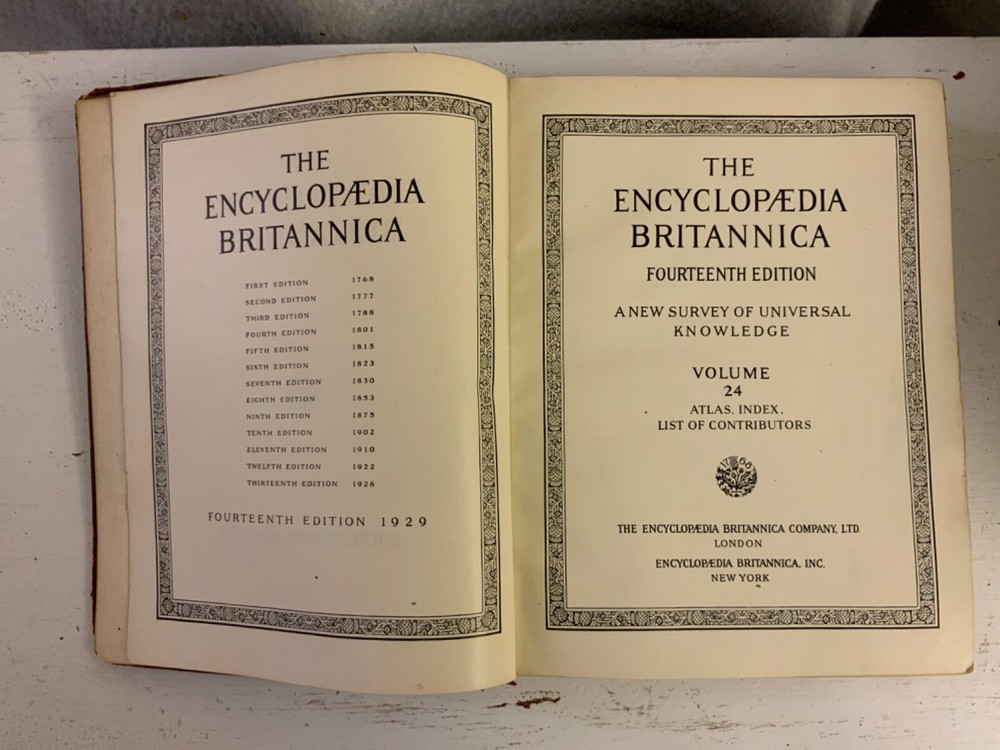 THE
ENCYCLOPÆDIA
BRITANNICA
FIRST EDITION 1768
SECOND EDITION 1777
THIRD EDITION 1788
FOURTH EDITION 1801
FIFTH EDITION 1815
SIXTH EDITION 1823
SEVENTH EDITION 1830
EIGHTH EDITION 1853
NINTH EDITION 1875
TENTH EDITION 1902
ELEVENTH EDITION 1910
TWELFTH EDITION 1922
THIRTEENTH EDITION 1926
FOURTEENTH EDITION 1929
THE
ENCYCLOPÆDIA
BRITANNICA
FOURTEENTH EDITION
A NEW SURVEY OF UNIVERSAL
KNOWLEDGE
VOLUME
24
ATLAS, INDEX,
LIST OF CONTRIBUTORS
1768
THE ENCYCLOPÆDIA BRITANNICA COMPANY, LTD.
LONDON
ENCYCLOPÆDIA BRITANNICA, INC.
NEW YORK